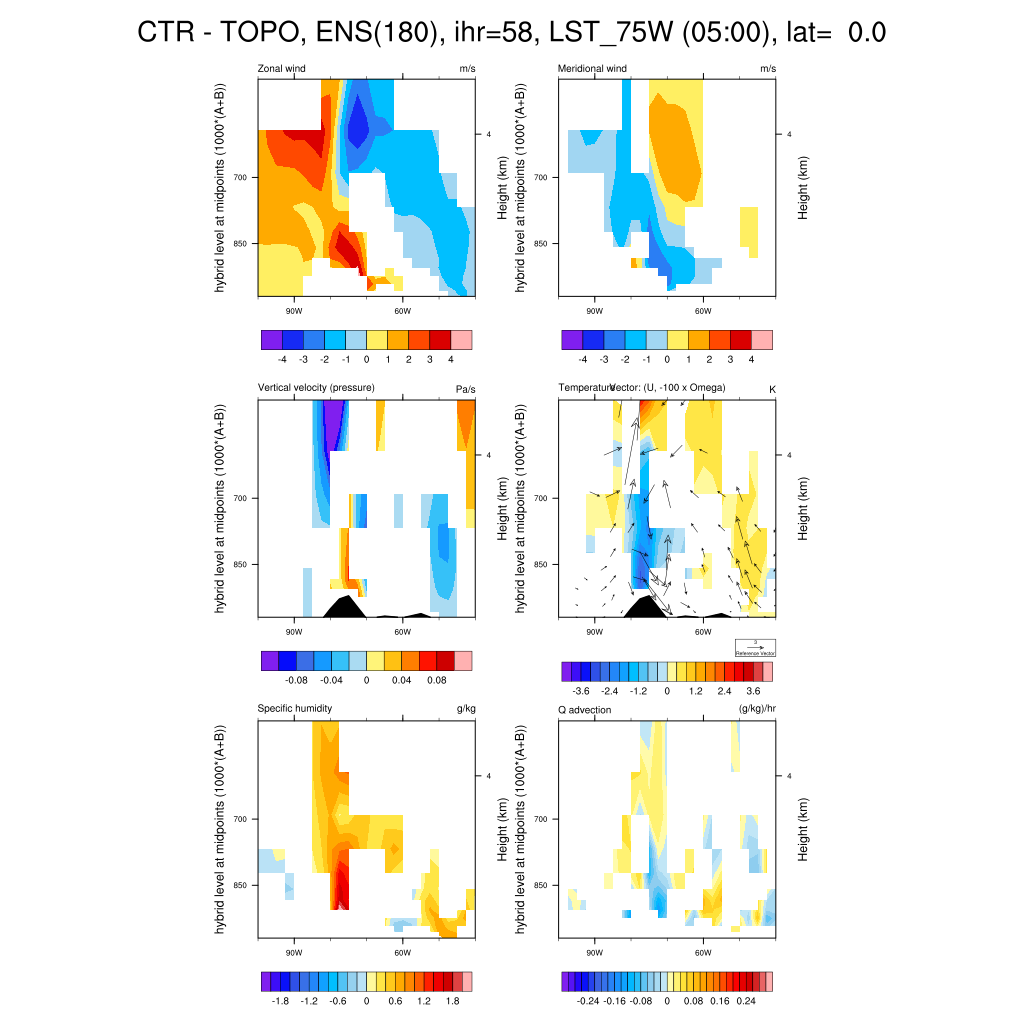 CTR - TOPO, ENS(180), ihr=58, LST_75W (05:00), lat=  0.0
Zonal wind m/s
hybrid level at midpoints (1000*(A+B))
Height (km)
700
850
4
90W 60W
-4 -3 -2 -1 0 1 2 3 4
Meridional wind m/s
hybrid level at midpoints (1000*(A+B))
Height (km)
700
850
4
90W 60W
-4 -3 -2 -1 0 1 2 3 4
Vertical velocity (pressure) Pa/s
hybrid level at midpoints (1000*(A+B))
Height (km)
700
850
4
90W 60W
-0.08 -0.04 0 0.04 0.08
Temperature Vector: (U, -100 x Omega) K
hybrid level at midpoints (1000*(A+B))
Height (km)
700
850
4
90W 60W
3
Reference Vector
-3.6 -2.4 -1.2 0 1.2 2.4 3.6
Specific humidity g/kg
hybrid level at midpoints (1000*(A+B))
Height (km)
700
850
4
90W 60W
-1.8 -1.2 -0.6 0 0.6 1.2 1.8
Q advection (g/kg)/hr
hybrid level at midpoints (1000*(A+B))
Height (km)
700
850
4
90W 60W
-0.24 -0.16 -0.08 0 0.08 0.16 0.24